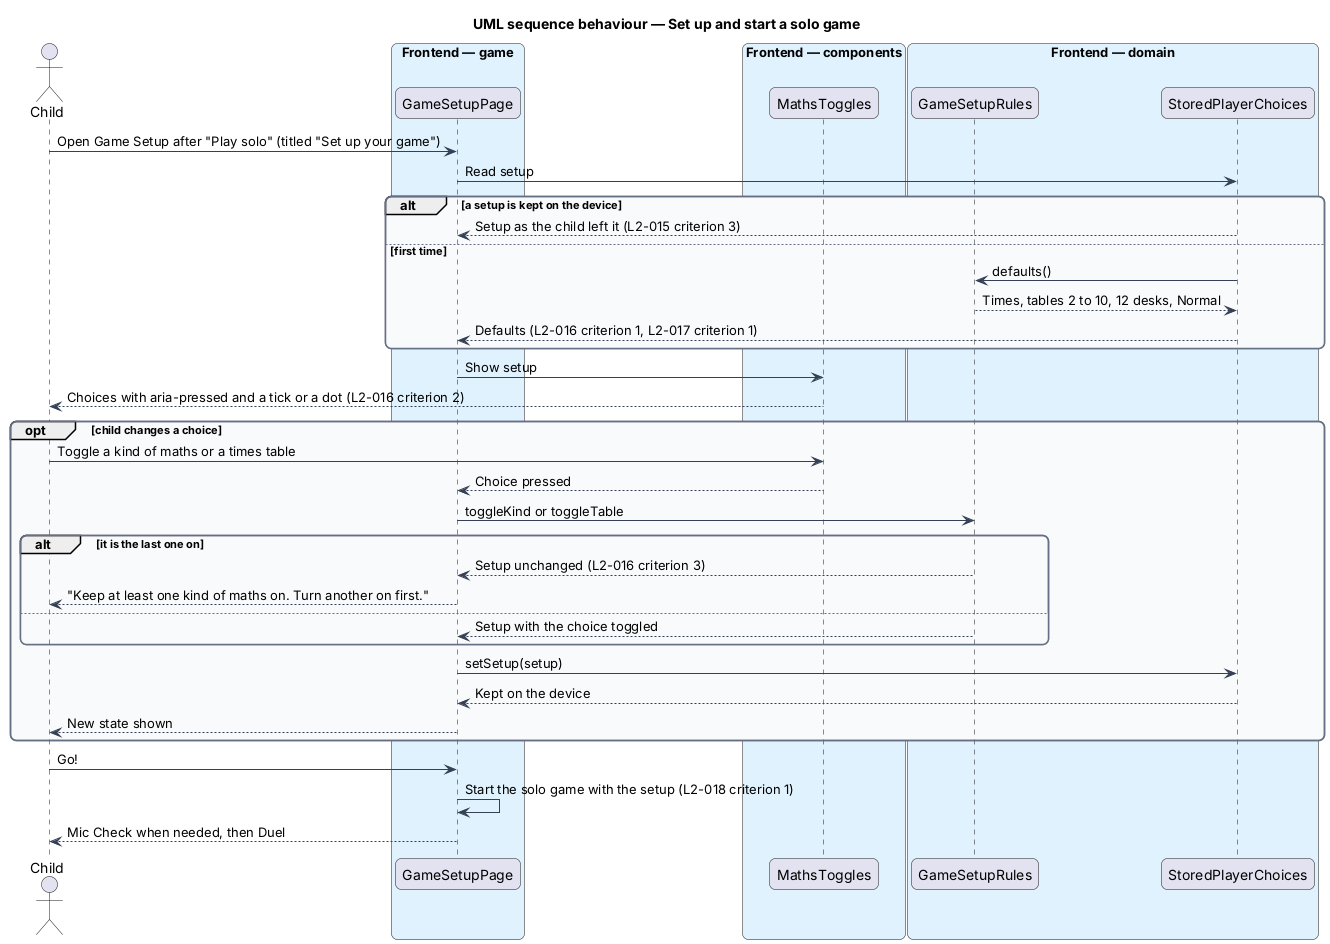 UML sequence behaviour — Set up and start a solo game
Frontend — game
Frontend — components
Frontend — domain
Child
GameSetupPage
MathsToggles
GameSetupRules
StoredPlayerChoices
Open Game Setup after "Play solo" (titled "Set up your game")
Read setup
alt
[a setup is kept on the device]
Setup as the child left it (L2-015 criterion 3)
[first time]
defaults()
Times, tables 2 to 10, 12 desks, Normal
Defaults (L2-016 criterion 1, L2-017 criterion 1)
Show setup
Choices with aria-pressed and a tick or a dot (L2-016 criterion 2)
opt
[child changes a choice]
Toggle a kind of maths or a times table
Choice pressed
toggleKind or toggleTable
alt
[it is the last one on]
Setup unchanged (L2-016 criterion 3)
"Keep at least one kind of maths on. Turn another on first."
Setup with the choice toggled
setSetup(setup)
Kept on the device
New state shown
Go!
Start the solo game with the setup (L2-018 criterion 1)
Mic Check when needed, then Duel
Child
GameSetupPage
MathsToggles
GameSetupRules
StoredPlayerChoices